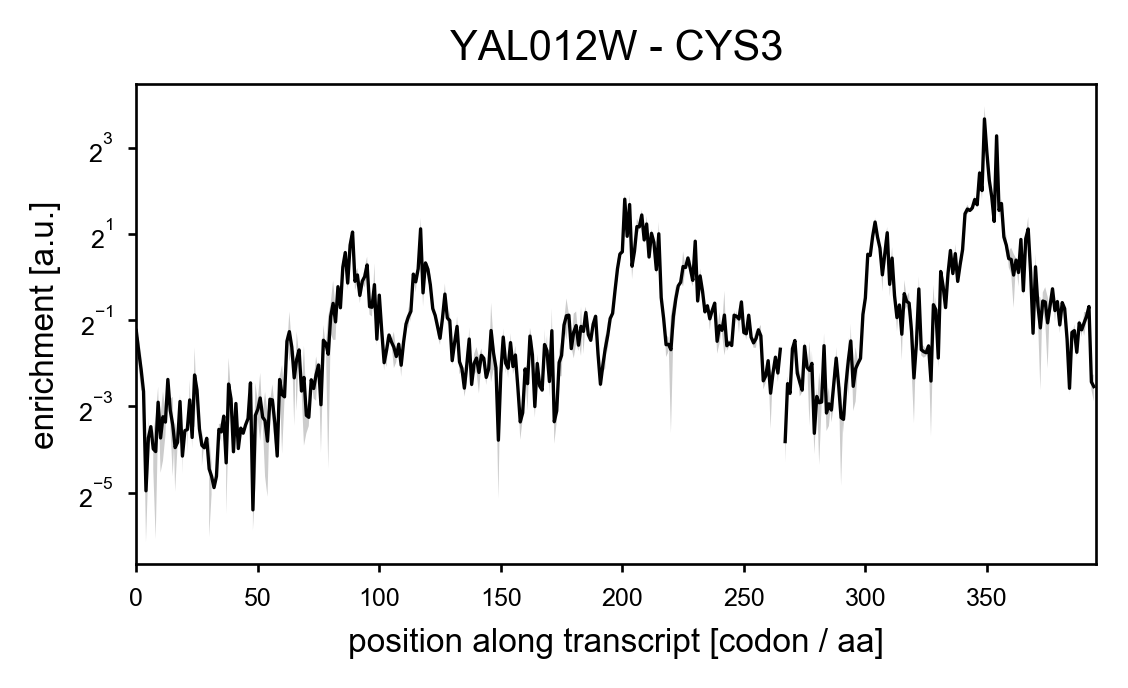 YAL012W - CYS3
enrichment [a.u.]
2^3
2^1
2^−1
2^−3
2^−5
0 50 100 150 200 250 300 350
position along transcript [codon / aa]